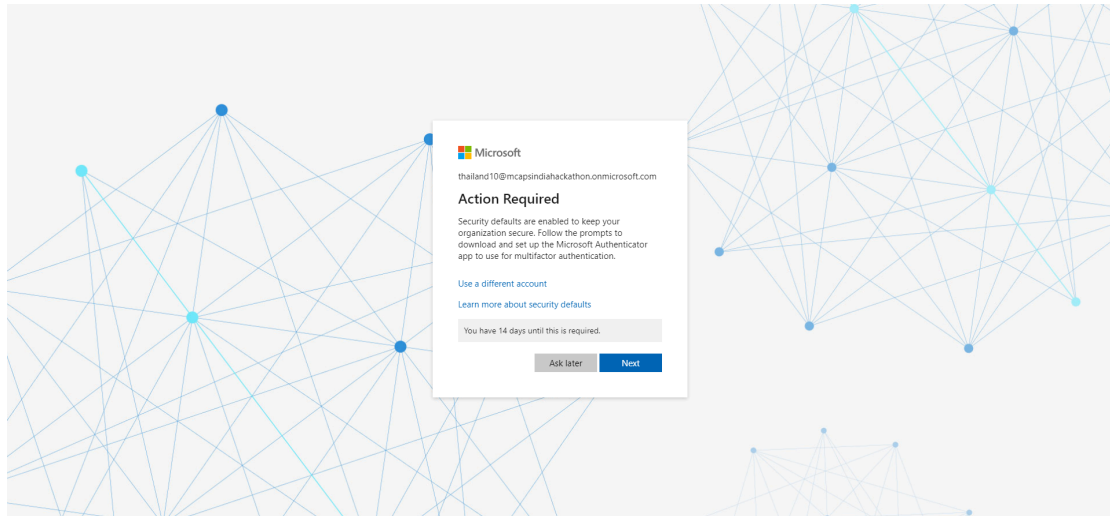 Microsoft
thailand10@mcapsindiahackathon.onmicrosoft.com
Action Required
Security defaults are enabled to keep your
organization secure. Follow the prompts to
download and set up the Microsoft Authenticator
app to use for multifactor authentication.
Use a different account
Learn more about security defaults
You have 14 days until this is required.
Ask later Next